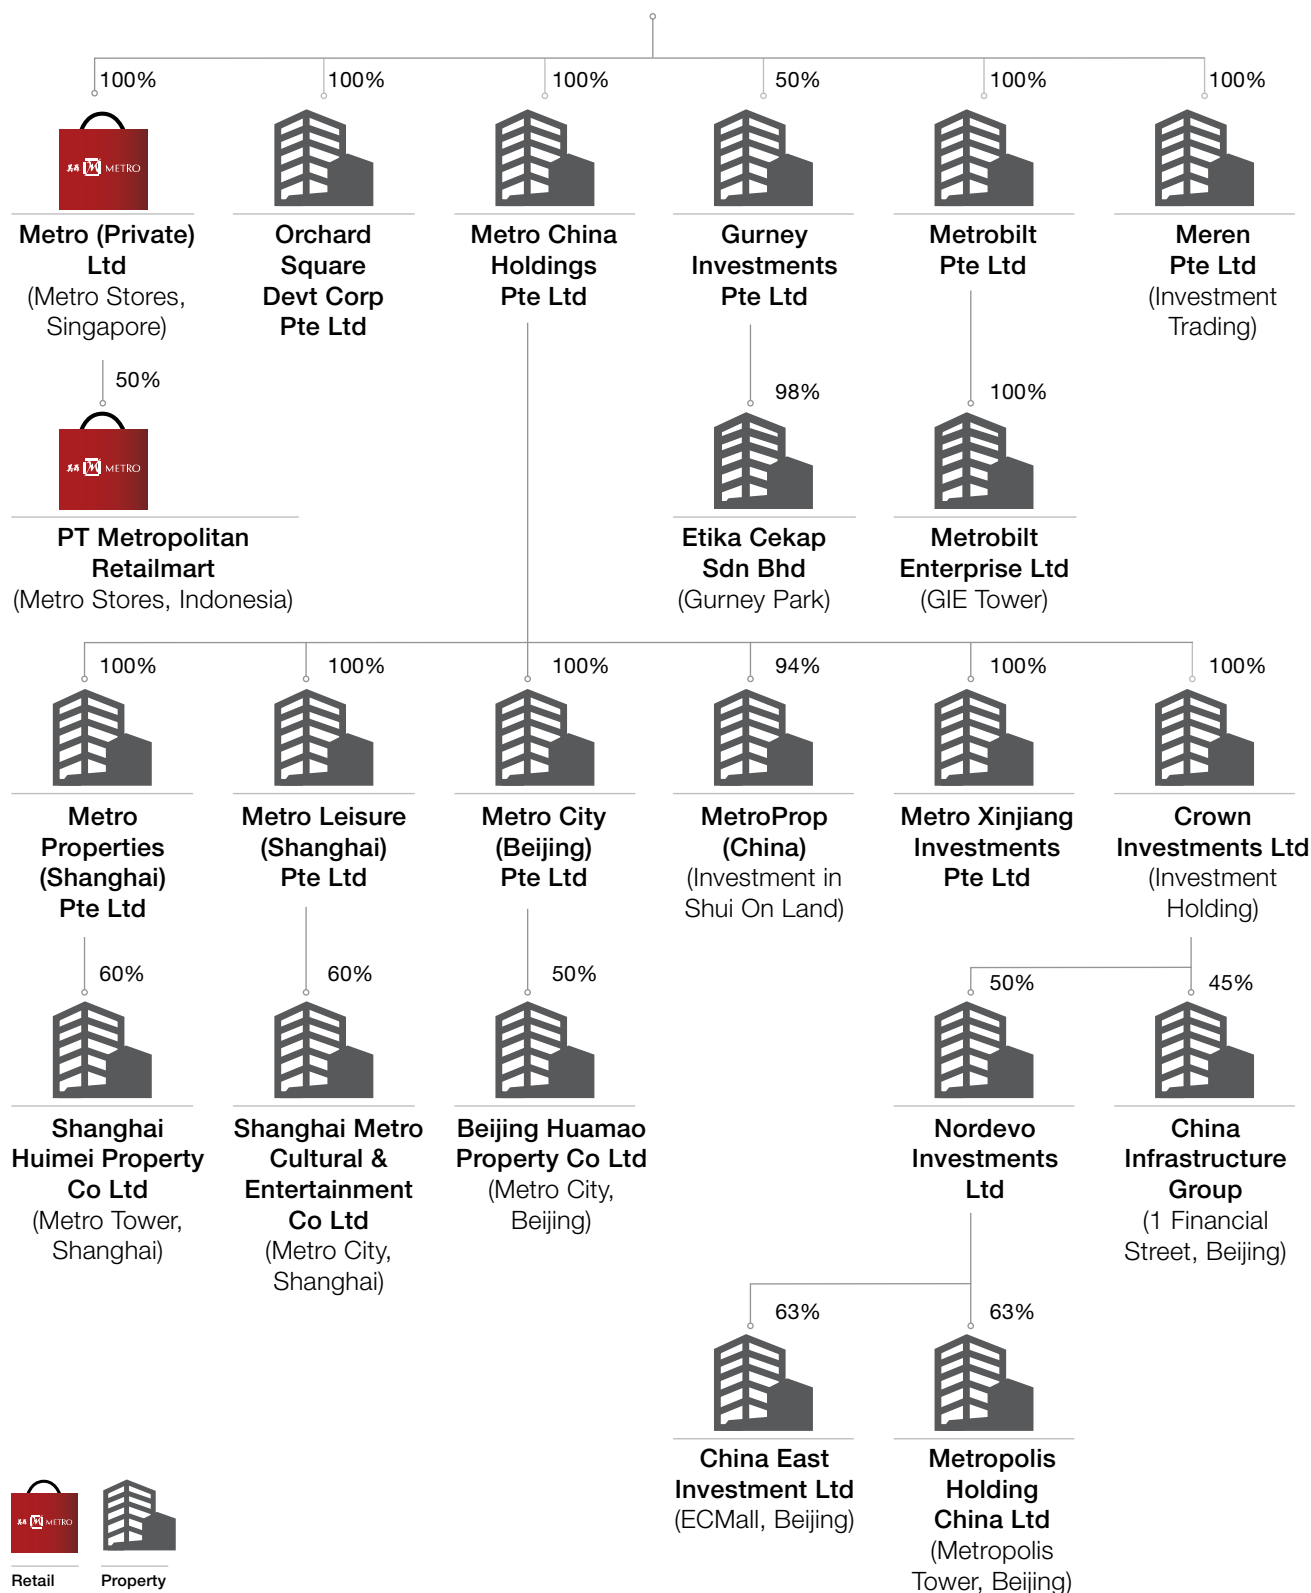 100%
100%
100%
50%
100%
100%
METRO
Metro (Private)
Ltd
(Metro Stores,
Singapore)
Orchard
Square
Devt Corp
Pte Ltd
Metro China
Holdings
Pte Ltd
Gurney
Investments
Pte Ltd
Metrobilt
Pte Ltd
Meren
Pte Ltd
(Investment
Trading)
50%
98%
100%
METRO
PT Metropolitan
Retailmart
(Metro Stores, Indonesia)
Etika Cekap
Sdn Bhd
(Gurney Park)
Metrobilt
Enterprise Ltd
(GIE Tower)
100%
100%
100%
94%
100%
100%
Metro
Properties
(Shanghai)
Pte Ltd
Metro Leisure
(Shanghai)
Pte Ltd
Metro City
(Beijing)
Pte Ltd
MetroProp
(China)
(Investment in
Shui On Land)
Metro Xinjiang
Investments
Pte Ltd
Crown
Investments Ltd
(Investment
Holding)
60%
60%
50%
50%
45%
Shanghai
Huimei Property
Co Ltd
(Metro Tower,
Shanghai)
Shanghai Metro
Cultural &
Entertainment
Co Ltd
(Metro City,
Shanghai)
Beijing Huamao
Property Co Ltd
(Metro City,
Beijing)
Nordevo
Investments
Ltd
China
Infrastructure
Group
(1 Financial
Street, Beijing)
63%
63%
China East
Investment Ltd
(ECMall, Beijing)
Metropolis
Holding
China Ltd
(Metropolis
Tower, Beijing)
METRO
Retail
Property